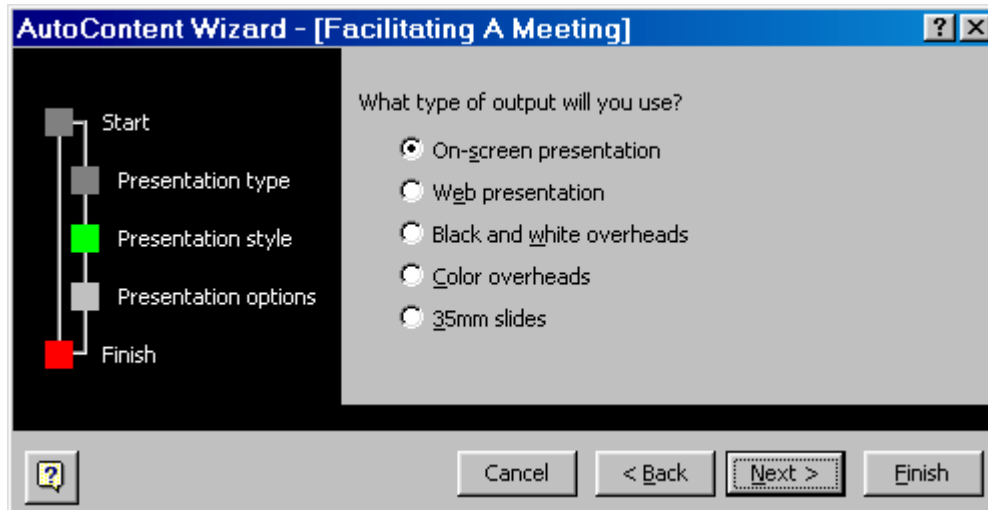 AutoContent Wizard - [Facilitating A Meeting]
Start
Presentation type
Presentation style
Presentation options
Finish
What type of output will you use?
On-screen presentation
Web presentation
Black and white overheads
Color overheads
35mm slides
Cancel
< Back
Next >
Finish